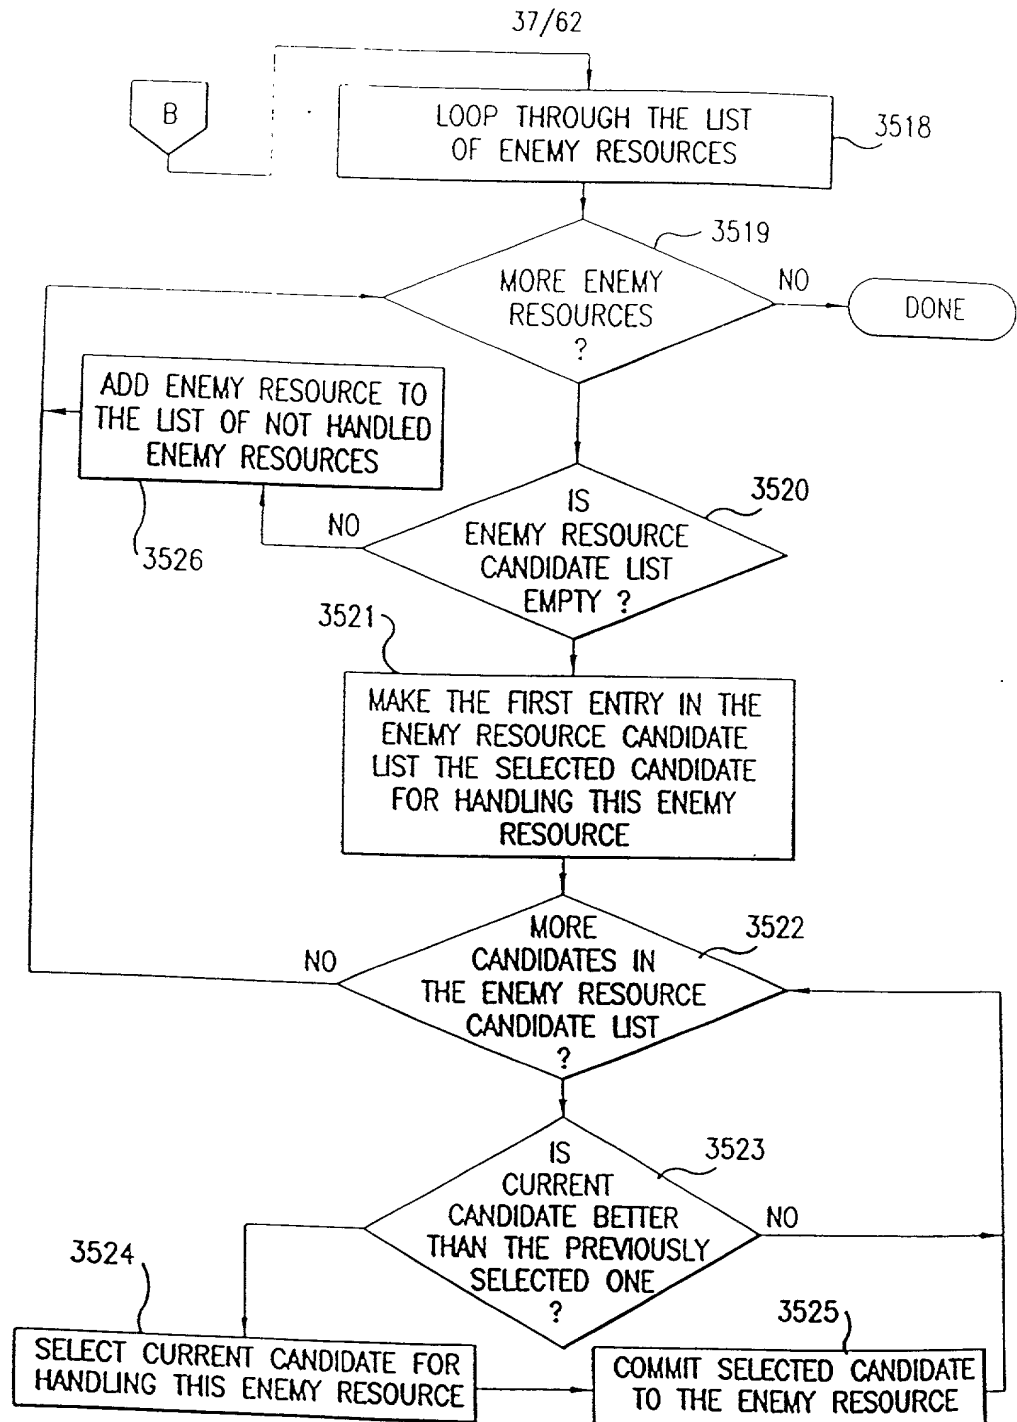 37/62
B
LOOP THROUGH THE LIST
OF ENEMY RESOURCES
3518
3519
MORE ENEMY
RESOURCES
?
NO
DONE
ADD ENEMY RESOURCE TO
THE LIST OF NOT HANDLED
ENEMY RESOURCES
3526
NO
IS
ENEMY RESOURCE
CANDIDATE LIST
EMPTY ?
3520
3521
MAKE THE FIRST ENTRY IN THE
ENEMY RESOURCE CANDIDATE
LIST THE SELECTED CANDIDATE
FOR HANDLING THIS ENEMY
RESOURCE
MORE
CANDIDATES IN
THE ENEMY RESOURCE
CANDIDATE LIST
?
3522
NO
IS
CURRENT
CANDIDATE BETTER
THAN THE PREVIOUSLY
SELECTED ONE
?
3523
NO
3524
SELECT CURRENT CANDIDATE FOR
HANDLING THIS ENEMY RESOURCE
3525
COMMIT SELECTED CANDIDATE
TO THE ENEMY RESOURCE